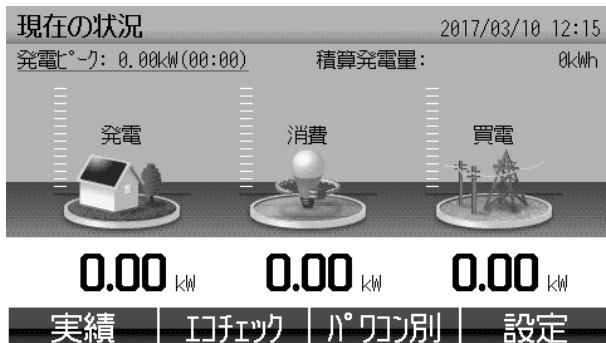 現在の状況 2017/03/10 12:15
発電ﾋﾟｰｸ: 0.00kW(00:00) 積算発電量: 0kWh
発電 消費 買電
0.00 kW 0.00 kW 0.00 kW
実績 ｴｺﾁｪｯｸ ﾊﾟﾜｺﾝ別 設定